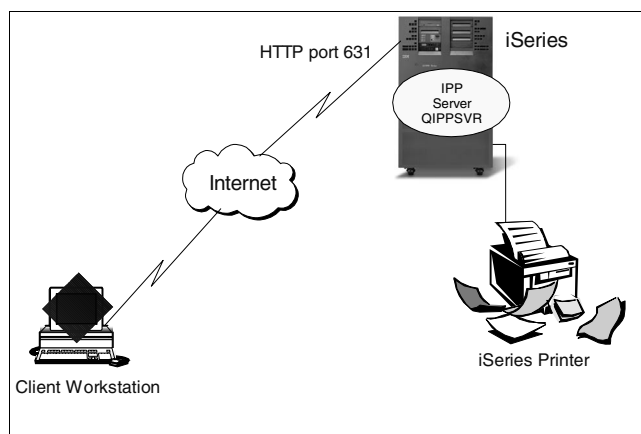 HTTP port 631
iSeries
IPP
Server
QIPPSVR
Internet
iSeries Printer
Client Workstation